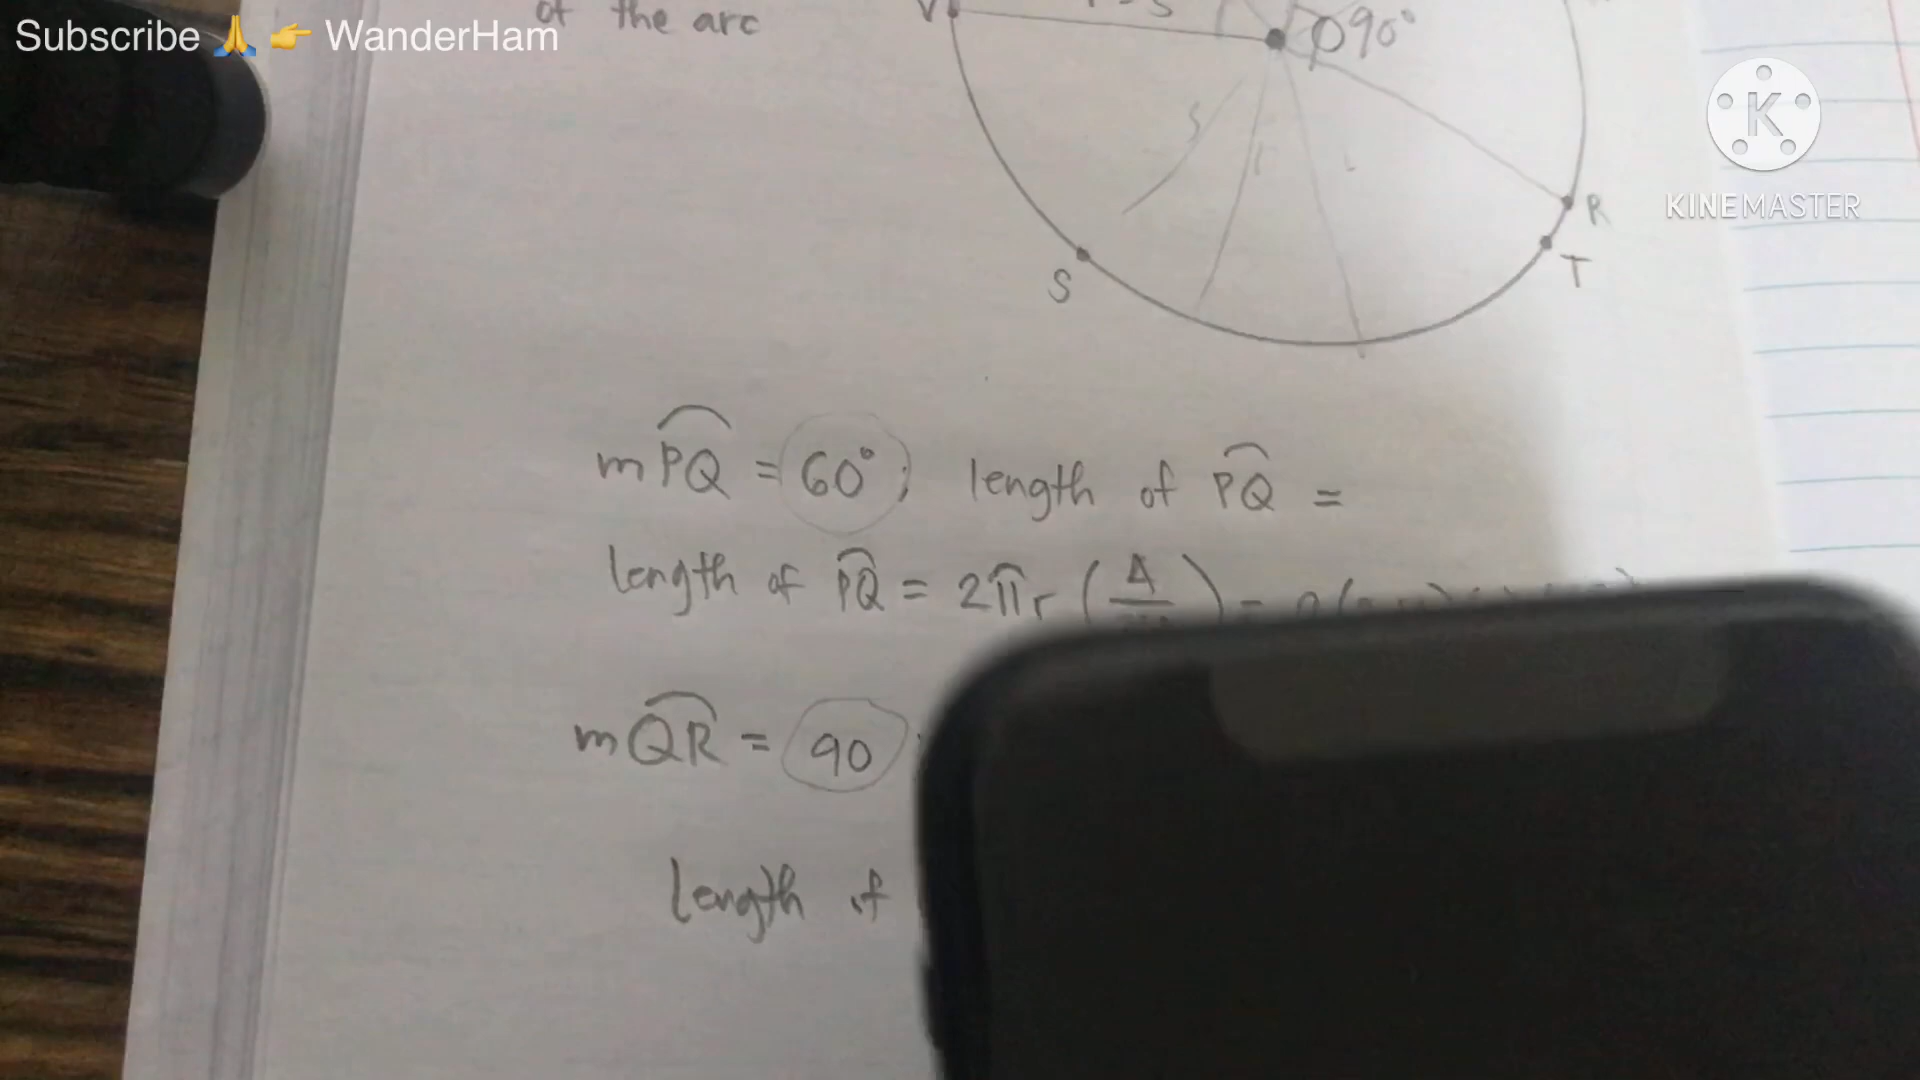 Subscribe 🙏 👉 WanderHam
of the arc
90°
K
KINEMASTER
R
T
S
mPQ = 60°; length of PQ =
length of PQ = 2πr (
mQR = 90
length of